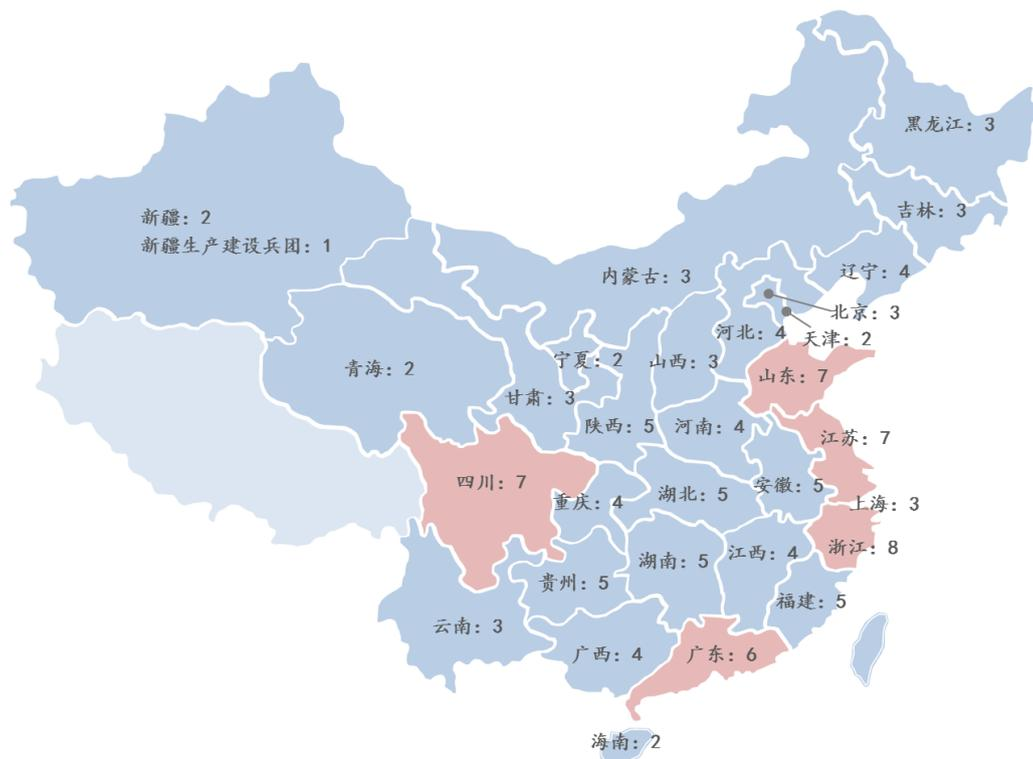 黑龙江：3
吉林：3
新疆：2
新疆生产建设兵团：1
内蒙古：3
辽宁：4
北京：3
河北：4
天津：2
宁夏：2
山西：3
青海：2
山东：7
甘肃：3
陕西：5
河南：4
江苏：7
四川：7
安徽：5
湖北：5
重庆：4
上海：3
浙江：8
江西：4
湖南：5
贵州：5
福建：5
云南：3
广西：4
广东：6
海南：2